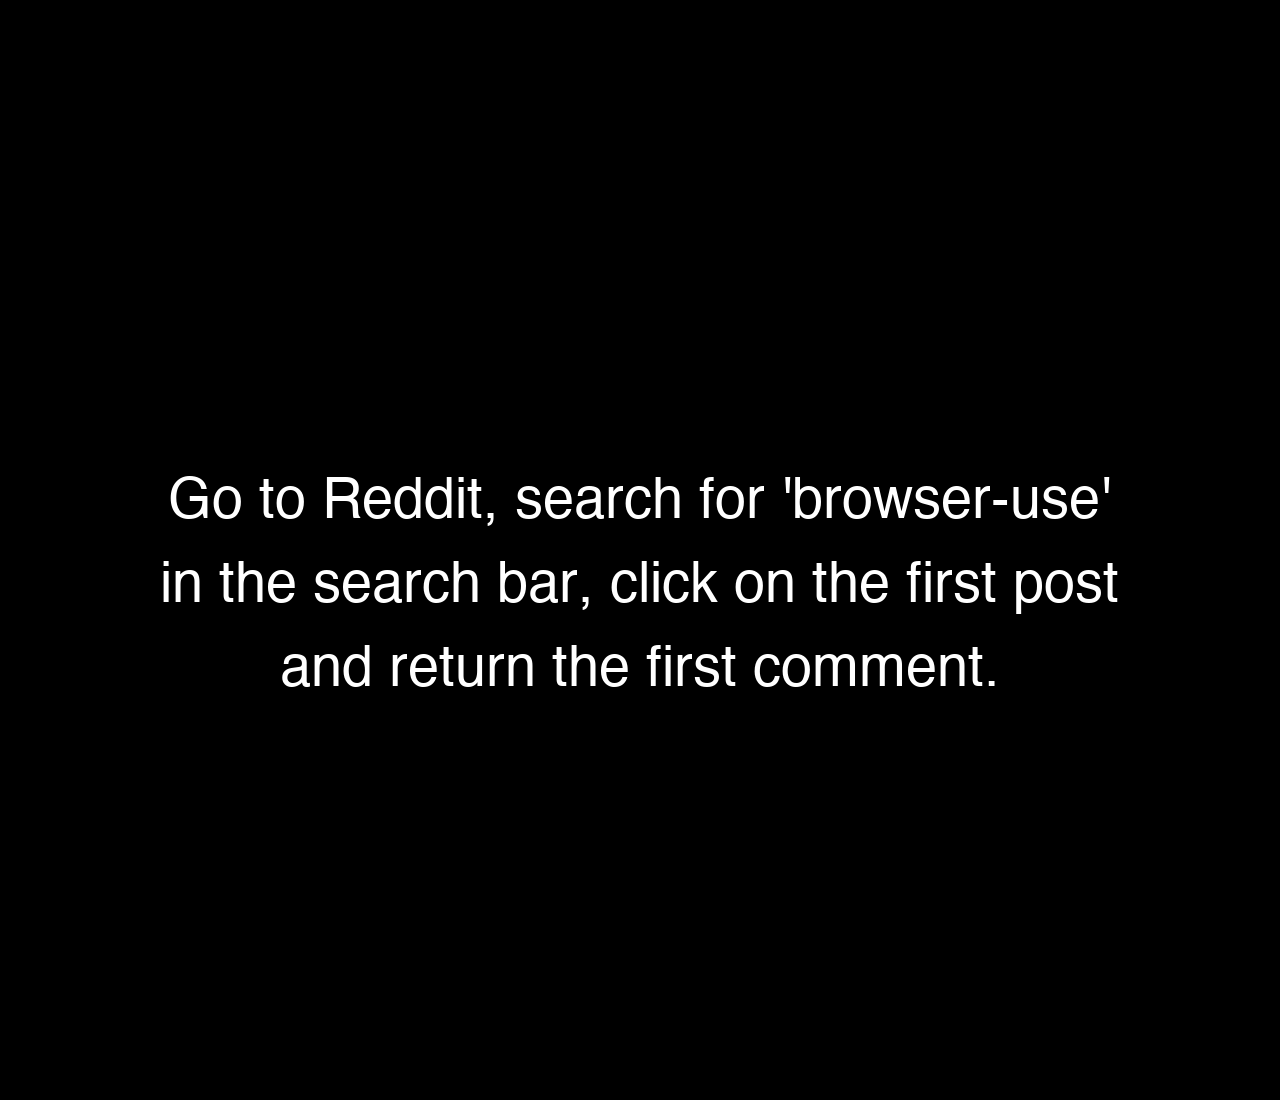 Go to Reddit, search for 'browser-use'
in the search bar, click on the first post
and return the first comment.